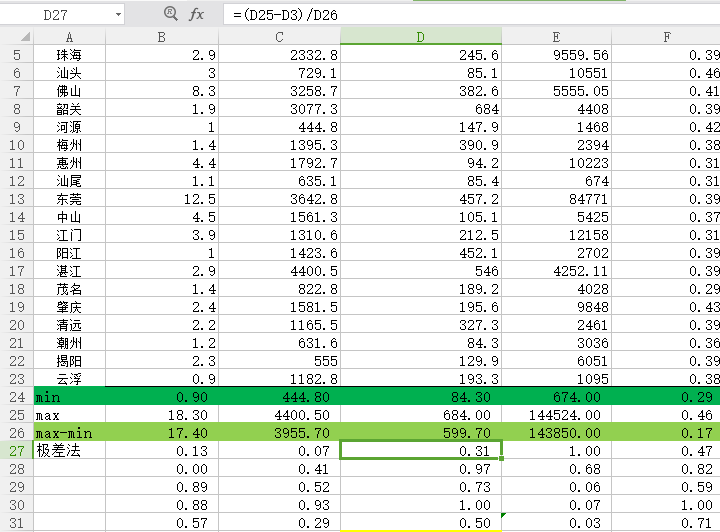 D27 fx =(D25-D3)/D26
A B C D E F
5 珠海 2.9 2332.8 245.6 9559.56 0.39
6 汕头 3 729.1 85.1 10551 0.46
7 佛山 8.3 3258.7 382.6 5555.05 0.41
8 韶关 1.9 3077.3 684 4408 0.39
9 河源 1 444.8 147.9 1468 0.42
10 梅州 1.4 1395.3 390.9 2394 0.38
11 惠州 4.4 1792.7 94.2 10223 0.31
12 汕尾 1.1 635.1 85.4 674 0.31
13 东莞 12.5 3642.8 457.2 84771 0.39
14 中山 4.5 1561.3 105.1 5425 0.37
15 江门 3.9 1310.6 212.5 12158 0.31
16 阳江 1 1423.6 452.1 2702 0.39
17 湛江 2.9 4400.5 546 4252.11 0.39
18 茂名 1.4 822.8 189.2 4028 0.29
19 肇庆 2.4 1581.5 195.6 9848 0.43
20 清远 2.2 1165.5 327.3 2461 0.39
21 潮州 1.2 631.6 84.3 3036 0.36
22 揭阳 2.3 555 129.9 6051 0.39
23 云浮 0.9 1182.8 193.3 1095 0.38
24 min 0.90 444.80 84.30 674.00 0.29
25 max 18.30 4400.50 684.00 144524.00 0.46
26 max-min 17.40 3955.70 599.70 143850.00 0.17
27 极差法 0.13 0.07 0.31 1.00 0.47
28 0.00 0.41 0.97 0.68 0.82
29 0.89 0.52 0.73 0.06 0.59
30 0.88 0.93 1.00 0.07 1.00
31 0.57 0.29 0.50 0.03 0.71